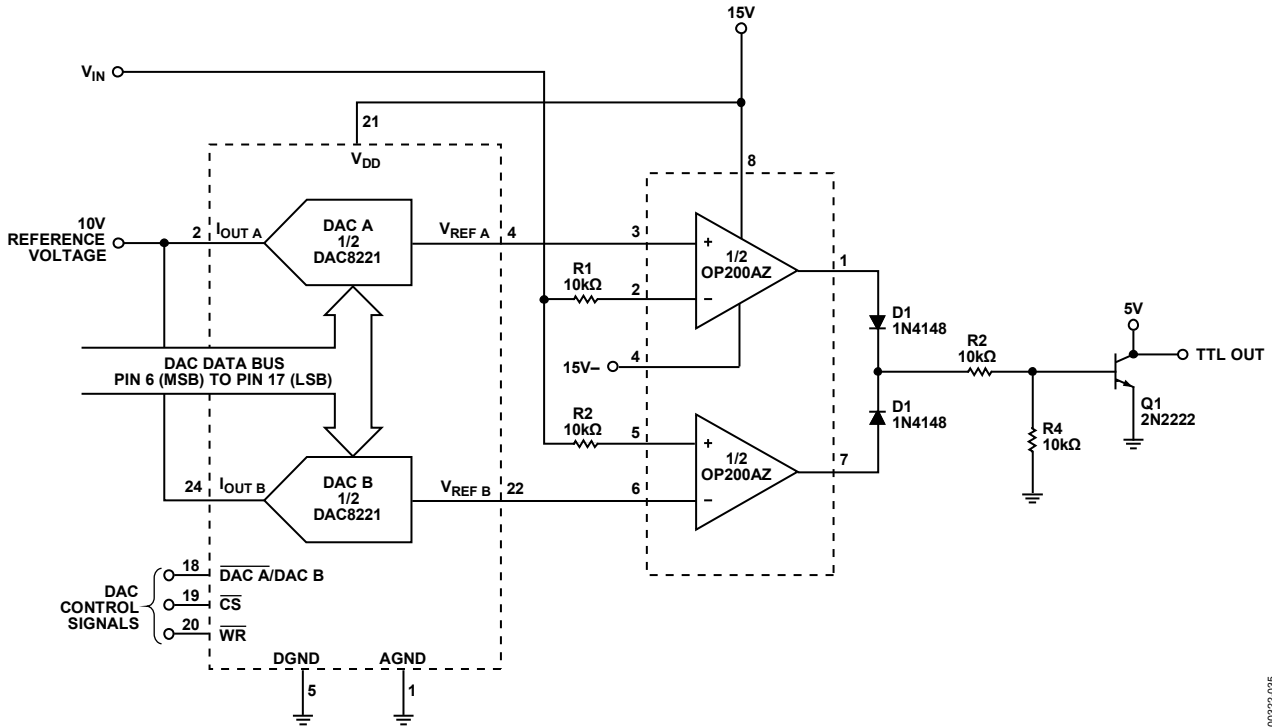 15V
VIN
21
VDD
8
10V
REFERENCE
VOLTAGE
2
IOUT A
DAC A
1/2
DAC8221
VREF A
4
3
+
1/2
OP200AZ
1
R1
10kΩ
2
−
D1
1N4148
5V
TTL OUT
R2
10kΩ
Q1
2N2222
15V–
4
DAC DATA BUS
PIN 6 (MSB) TO PIN 17 (LSB)
R2
10kΩ
5
+
D1
1N4148
R4
10kΩ
1/2
OP200AZ
7
24
IOUT B
DAC B
1/2
DAC8221
VREF B
22
6
−
DAC
CONTROL
SIGNALS
18
DAC A/DAC B
19
CS
20
WR
DGND
5
AGND
1
00322-035